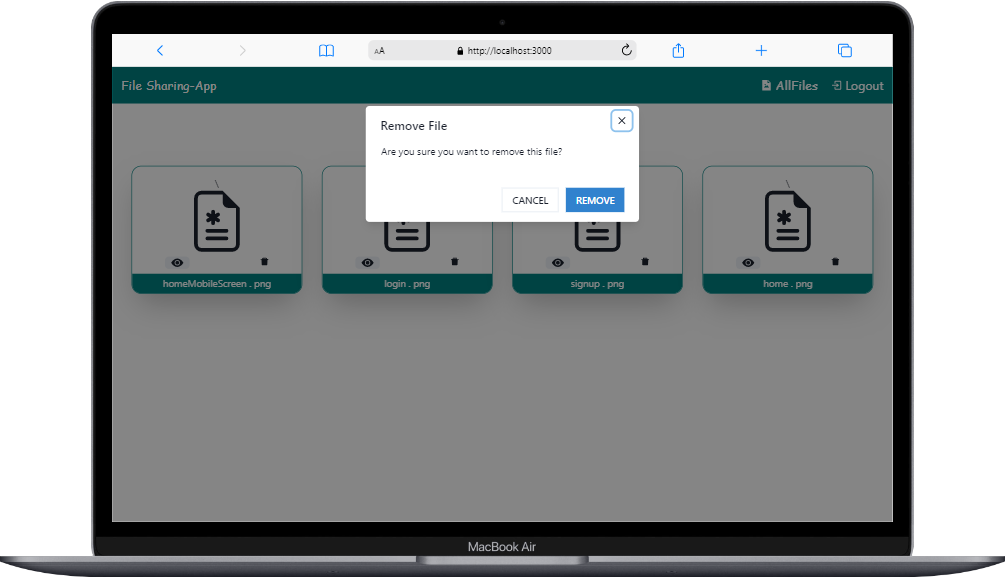 AA
http://localhost:3000
File Sharing-App
AllFiles
Logout
Remove File
Are you sure you want to remove this file?
CANCEL
REMOVE
homeMobileScreen . png
login . png
signup . png
home . png
MacBook Air